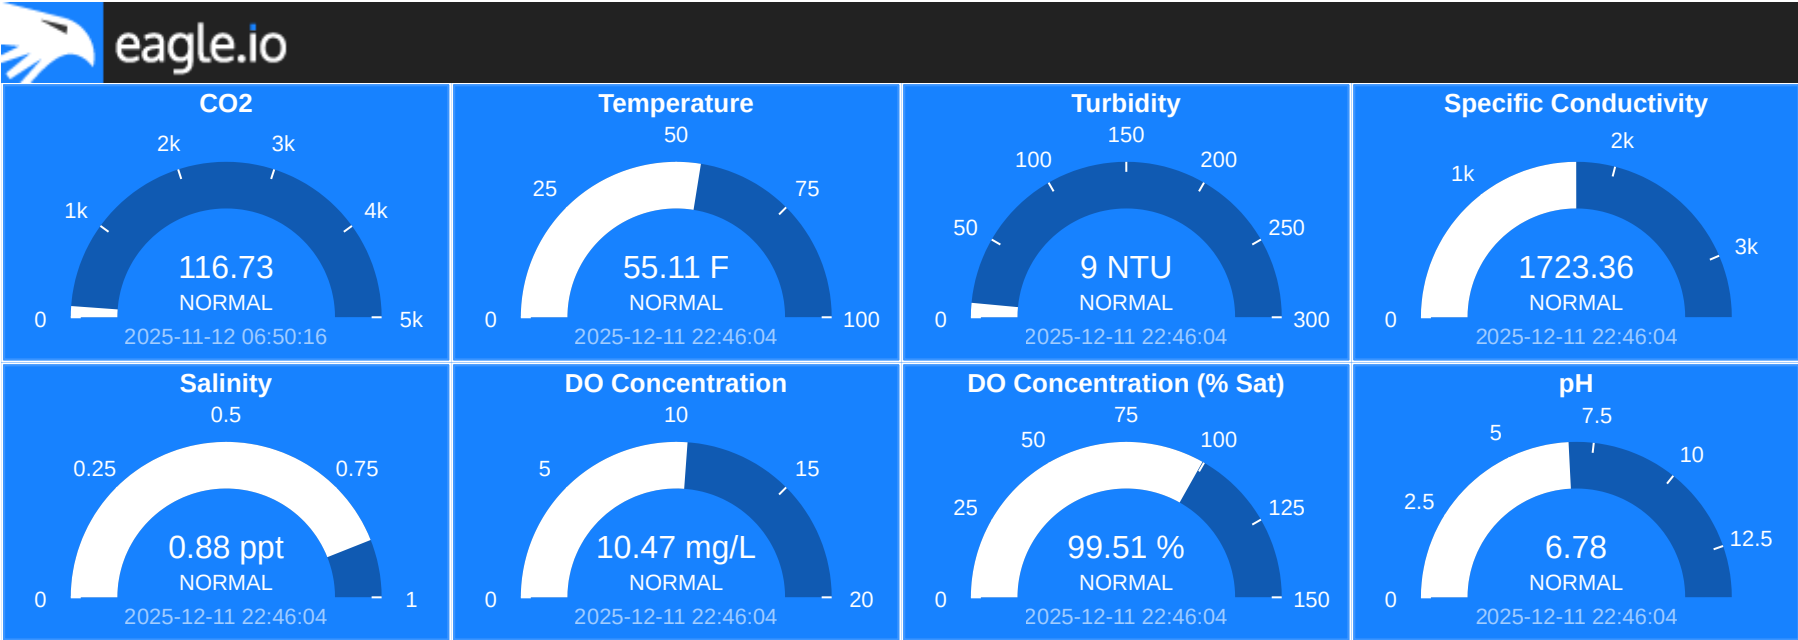 eagle.io
CO2
0
1k
2k
3k
4k
5k
116.73
NORMAL
2025-11-12 06:50:16
Temperature
0
25
50
75
100
55.11 F
NORMAL
2025-12-11 22:46:04
Turbidity
0
50
100
150
200
250
300
9 NTU
NORMAL
2025-12-11 22:46:04
Specific Conductivity
0
1k
2k
3k
1723.36
NORMAL
2025-12-11 22:46:04
Salinity
0
0.25
0.5
0.75
1
0.88 ppt
NORMAL
2025-12-11 22:46:04
DO Concentration
0
5
10
15
20
10.47 mg/L
NORMAL
2025-12-11 22:46:04
DO Concentration (% Sat)
0
25
50
75
100
125
150
99.51 %
NORMAL
2025-12-11 22:46:04
pH
0
2.5
5
7.5
10
12.5
6.78
NORMAL
2025-12-11 22:46:04